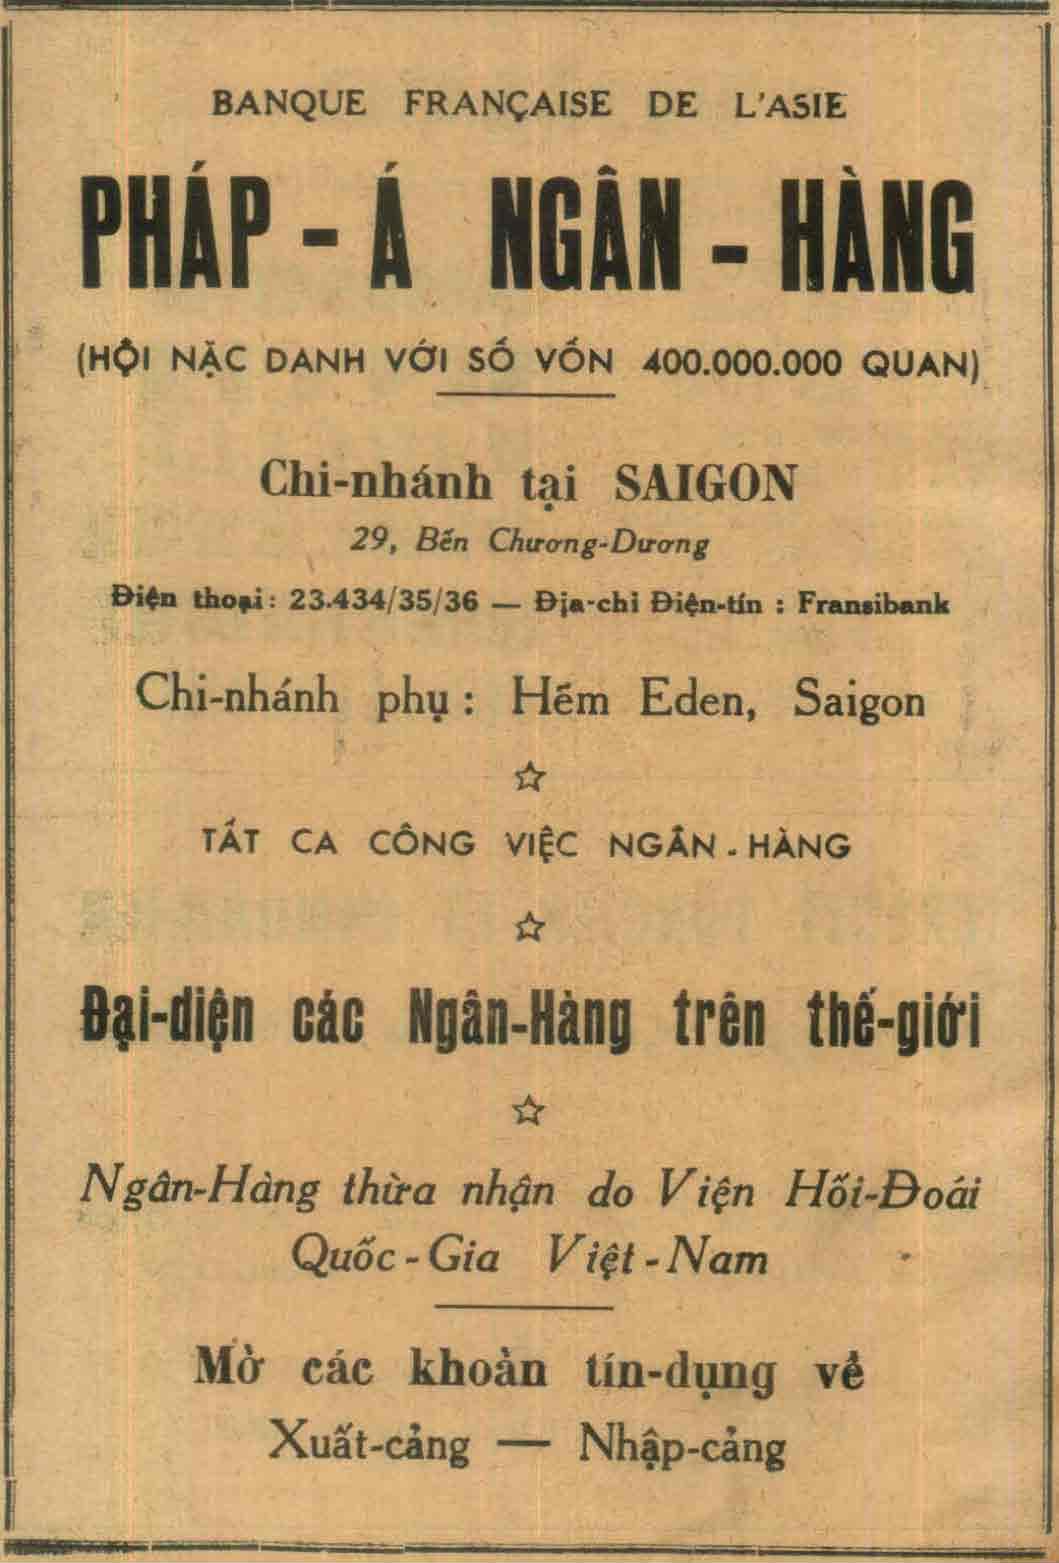 BANQUE FRANÇAISE DE L'ASIE
PHÁP - Á NGÂN - HÀNG
(HỘI NẶC DANH VỚI SỐ VỐN 400.000.000 QUAN)
Chi-nhánh tại SAIGON
29, Bến Chương-Dương
Điện thoại : 23.434/35/36 — Địa-chỉ Điện-tín : Fransibank
Chi-nhánh phụ : Hẻm Eden, Saigon
TẤT CA CÔNG VIỆC NGÂN - HÀNG
Đại-diện các Ngân-Hàng trên thế-giới
Ngân-Hàng thừa nhận do Viện Hối-Đoái
Quốc - Gia Việt - Nam
Mở các khoản tín-dụng về
Xuất-cảng — Nhập-cảng